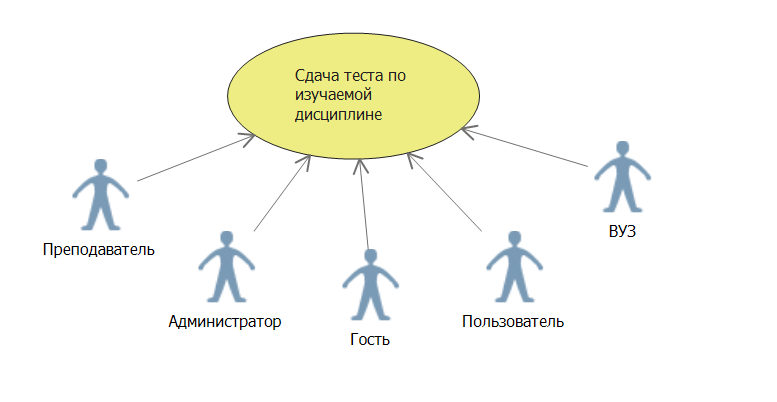 Сдача теста по
изучаемой
дисциплине
Преподаватель
Администратор
Гость
Пользователь
ВУЗ